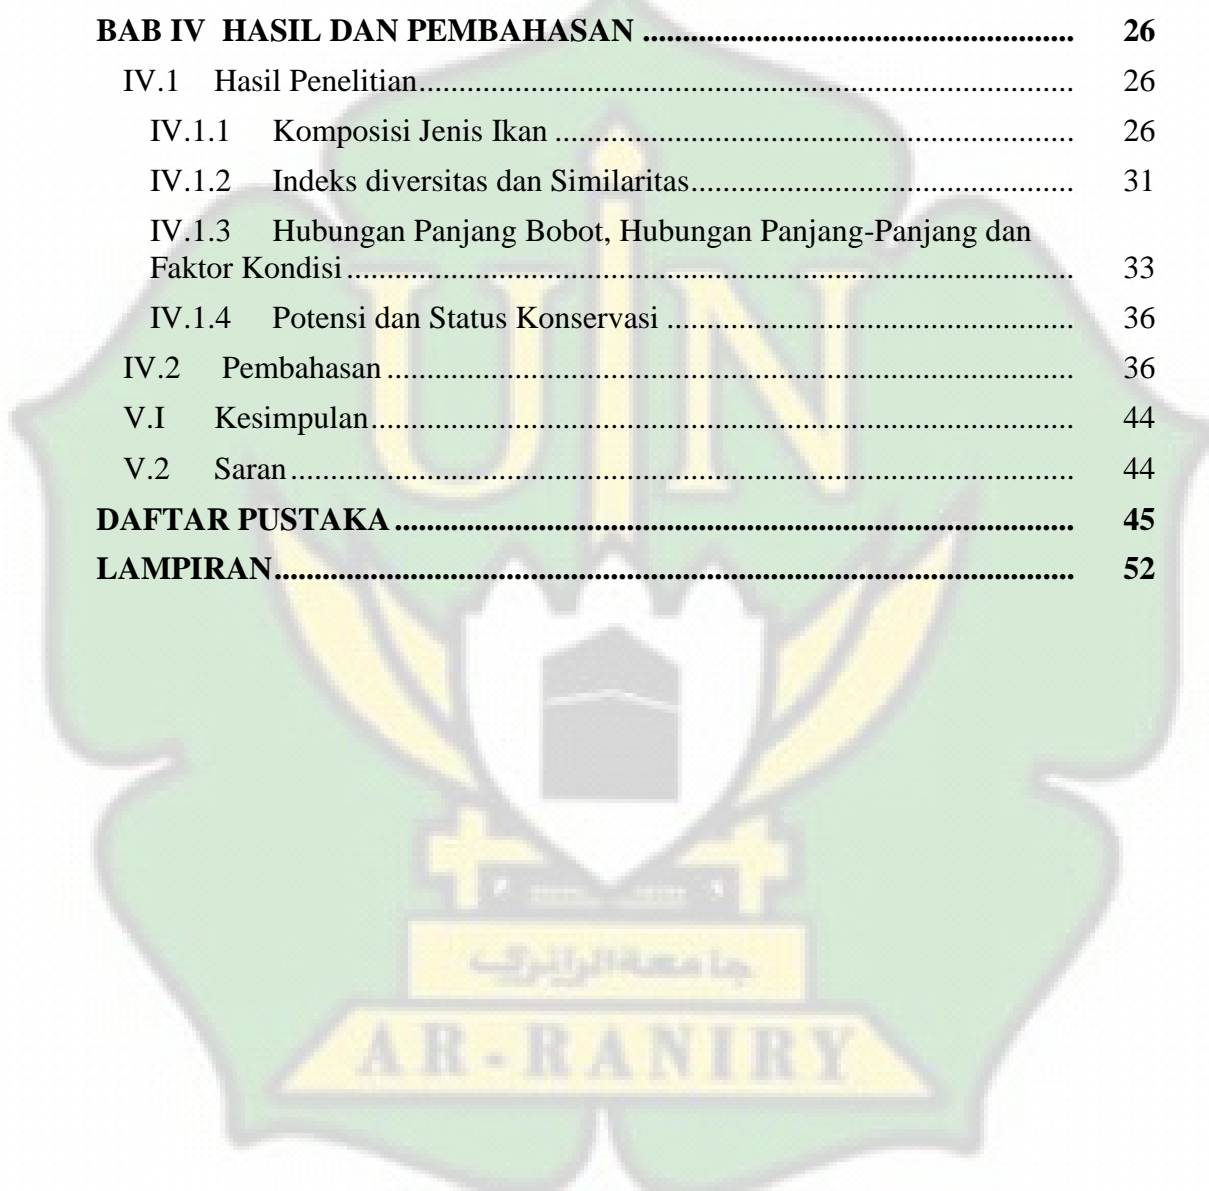 BAB IV  HASIL DAN PEMBAHASAN ...................................................... 26
IV.1 Hasil Penelitian.................................................................................. 26
IV.1.1 Komposisi Jenis Ikan ................................................................. 26
IV.1.2 Indeks diversitas dan Similaritas................................................ 31
IV.1.3 Hubungan Panjang Bobot, Hubungan Panjang-Panjang dan
Faktor Kondisi ........................................................................................... 33
IV.1.4 Potensi dan Status Konservasi ................................................... 36
IV.2 Pembahasan ...................................................................................... 36
V.I Kesimpulan........................................................................................ 44
V.2 Saran .................................................................................................. 44
DAFTAR PUSTAKA ..................................................................................... 45
LAMPIRAN.................................................................................................... 52
UIN
جامعة الرانري
AR-RANIRY